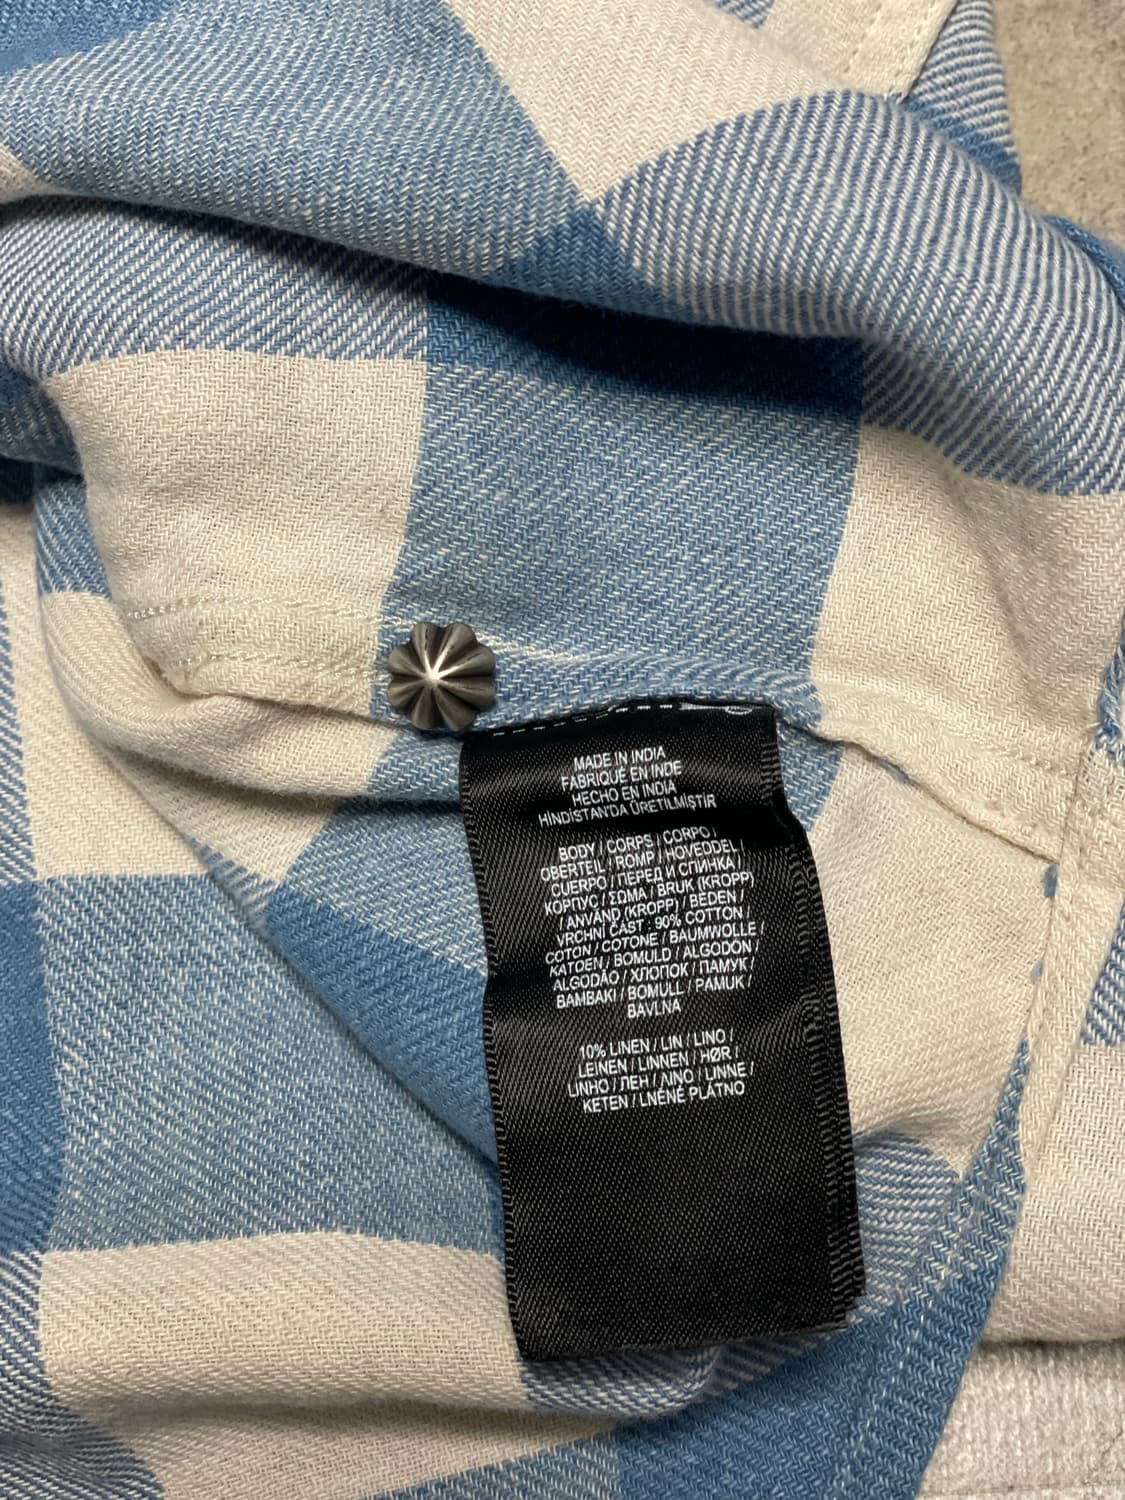 MADE IN INDIA
FABRIQUÉ EN INDE
HECHO EN INDIA
HİNDİSTAN'DA ÜRETİLMİŞTİR
BODY / CORPS / CORPO /
OBERTEIL / ROMP / HOVEDDEL /
CUERPO / ПЕРЕД И СПИНКА /
КОРПУС / ΣΩΜΑ / BRUK (KROPP)
/ ANVÄND (KROPP) / BEDEN /
VRCHNÍ ČÁST : 90% COTTON /
COTON / COTONE / BAUMWOLLE /
KATOEN / BOMULD / ALGODÓN /
ALGODÃO / ХЛОПОК / ПАМУК /
BAMBAKI / BOMULL / PAMUK /
BAVLNA
10% LINEN / LIN / LINO /
LEINEN / LINNEN / HØR /
LINHO / ЛЕН / ΛΙΝΟ / LINNE /
KETEN / LNĚNÉ PLÁTNO